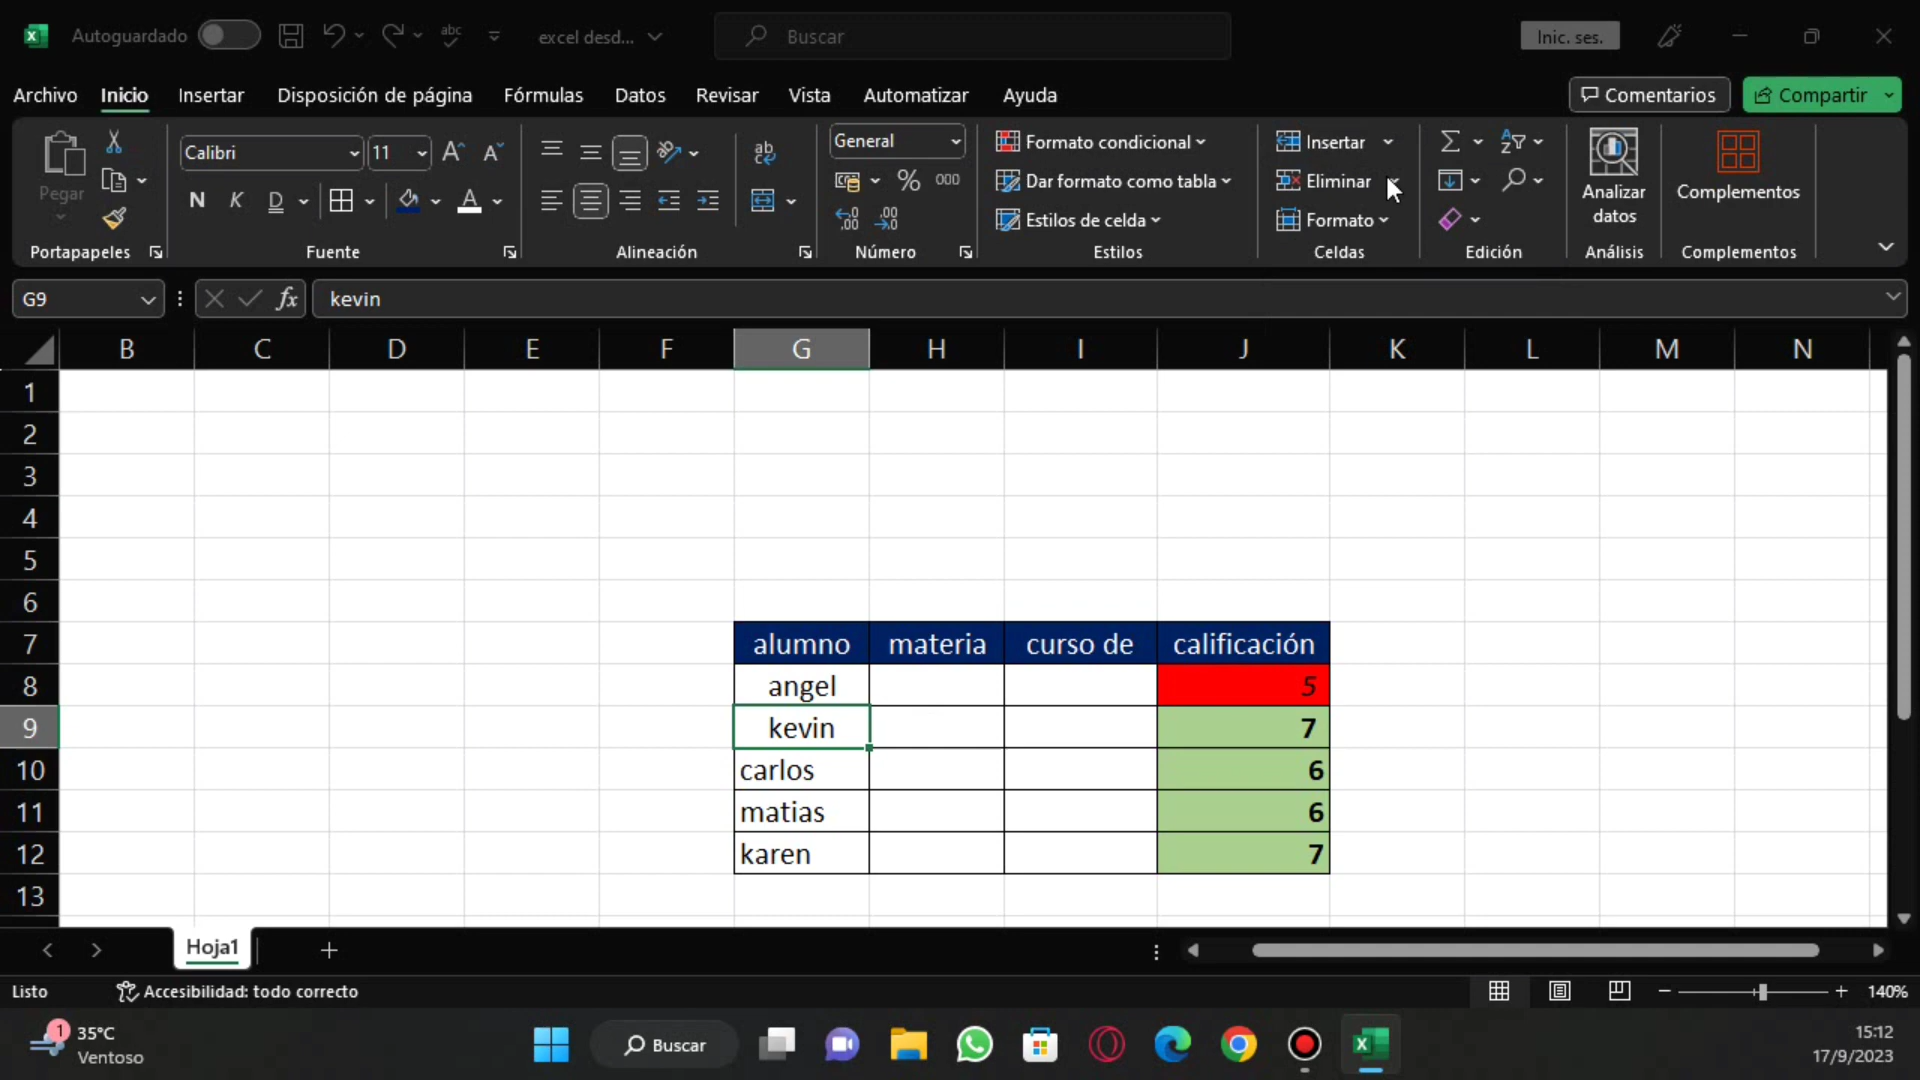 Autoguardado
excel desd...
Buscar
Inic. ses.
Archivo Inicio Insertar Disposición de página Fórmulas Datos Revisar Vista Automatizar Ayuda
Comentarios
Compartir
Pegar
Portapapeles
Calibri 11
N K D
Fuente
ab
Alineación
General
% 000
Número
Formato condicional
Dar formato como tabla
Estilos de celda
Estilos
Insertar
Eliminar
Formato
Celdas
Edición
Analizar
datos
Análisis
Complementos
Complementos
G9
fx
kevin
B C D E F G H I J K L M N
1
2
3
4
5
6
7 alumno materia curso de calificación
8 angel 5
9 kevin 7
10 carlos 6
11 matias 6
12 karen 7
13
Hoja1
Listo
Accesibilidad: todo correcto
140%
1
35°C
Ventoso
Buscar
15:12
17/9/2023